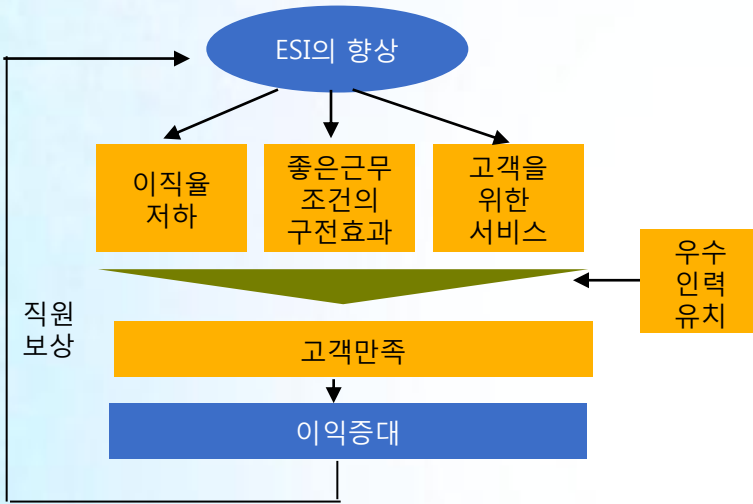 ESI의 향상
이직율
저하
좋은근무
조건의
구전효과
고객을
위한
서비스
우수
인력
유치
직원
보상
고객만족
이익증대